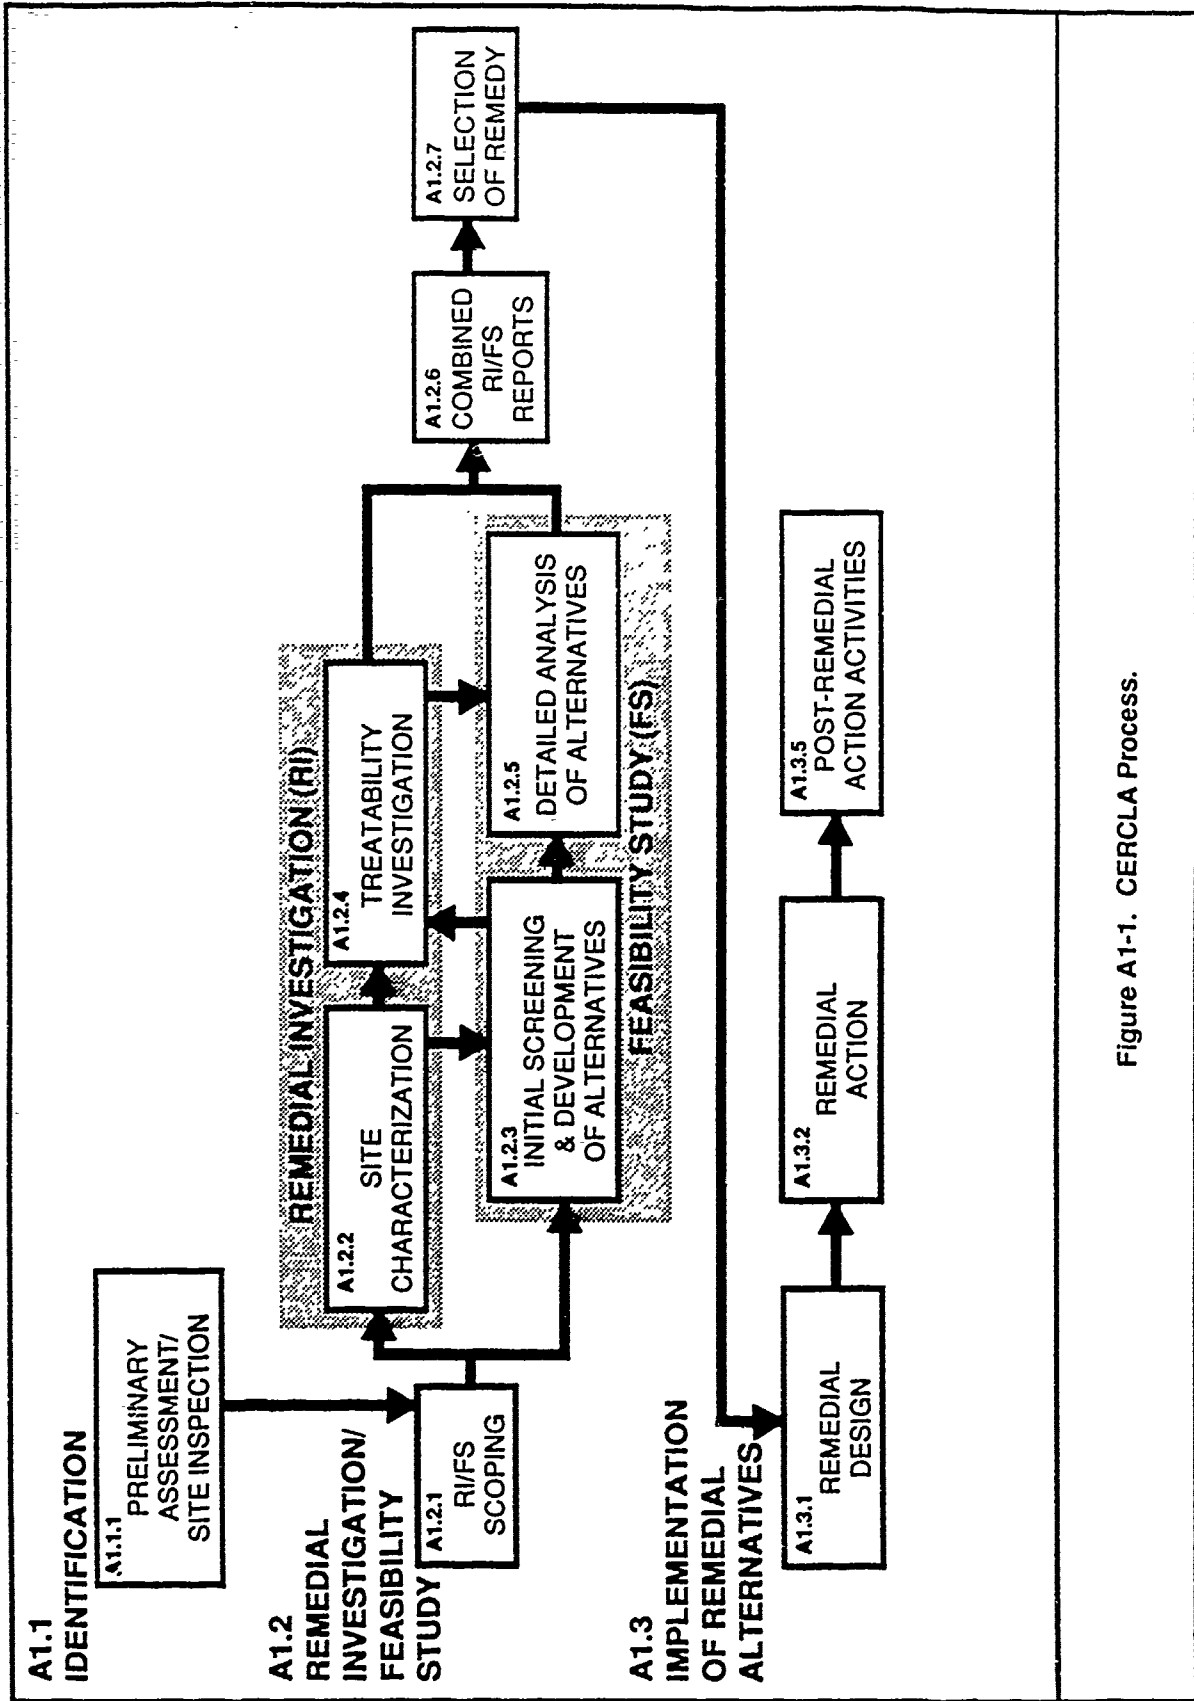 A1.1
IDENTIFICATION
A1.1.1
PRELIMINARY
ASSESSMENT/
SITE INSPECTION
A1.2
REMEDIAL
INVESTIGATION/
FEASIBILITY
STUDY
A1.2.1
RI/FS
SCOPING
REMEDIAL INVESTIGATION (RI)
A1.2.2
SITE
CHARACTERIZATION
A1.2.4
TREATABILITY
INVESTIGATION
A1.2.3
INITIAL SCREENING
& DEVELOPMENT
OF ALTERNATIVES
A1.2.5
DETAILED ANALYSIS
OF ALTERNATIVES
FEASIBILITY STUDY (FS)
A1.2.6
COMBINED
RI/FS
REPORTS
A1.2.7
SELECTION
OF REMEDY
A1.3
IMPLEMENTATION
OF REMEDIAL
ALTERNATIVES
A1.3.1
REMEDIAL
DESIGN
A1.3.2
REMEDIAL
ACTION
A1.3.5
POST-REMEDIAL
ACTION ACTIVITIES
Figure A1-1. CERCLA Process.